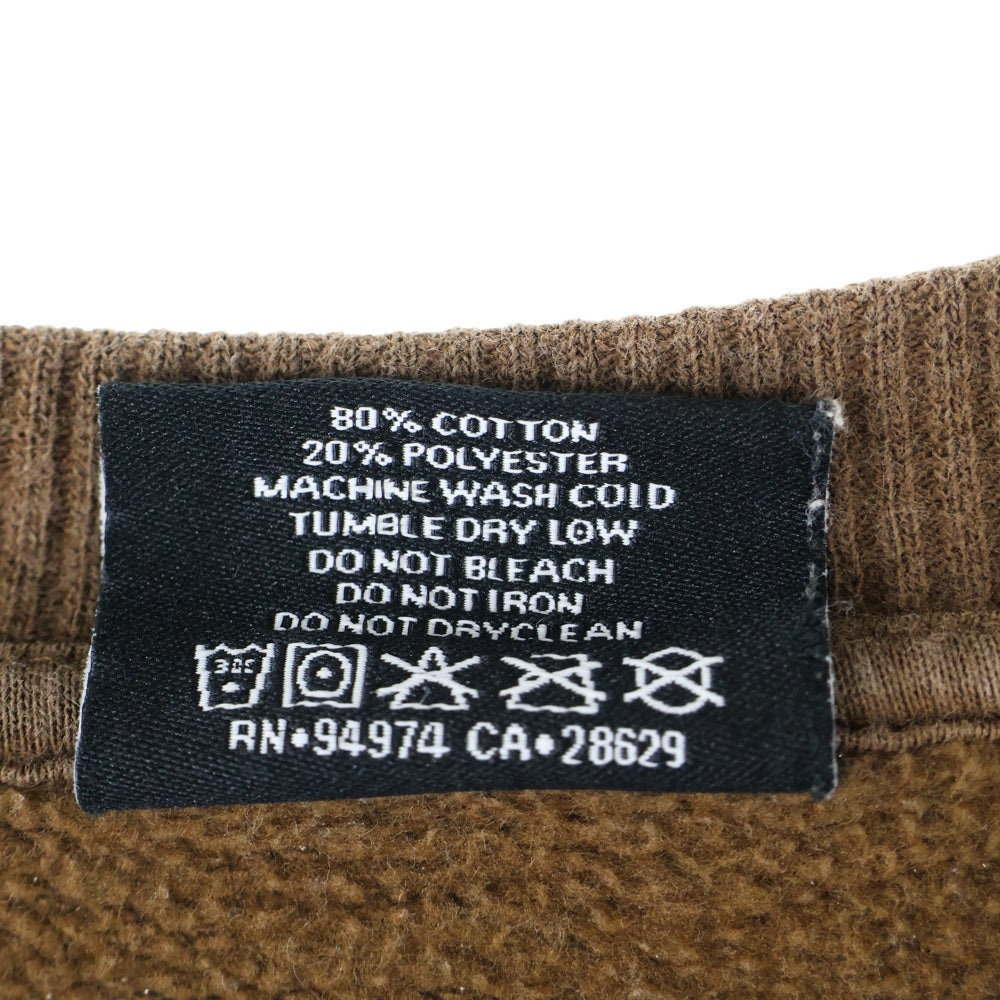 80% COTTON
20% POLYESTER
MACHINE WASH COLD
TUMBLE DRY LOW
DO NOT BLEACH
DO NOT IRON
DO NOT DRYCLEAN
30C
RN•94974 CA•28629